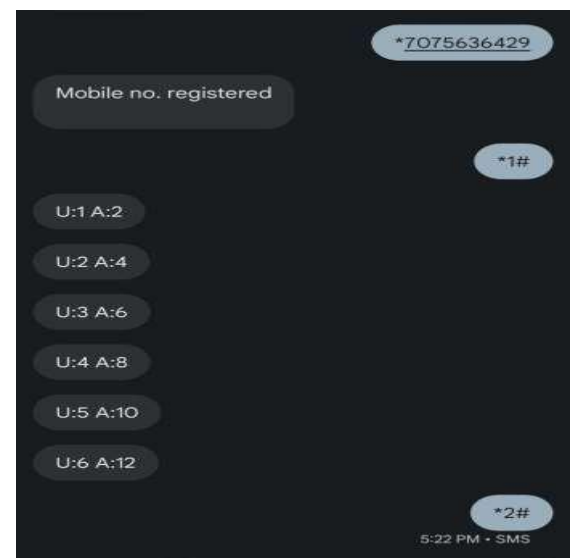 *7075636429
Mobile no. registered
*1#
U:1 A:2
U:2 A:4
U:3 A:6
U:4 A:8
U:5 A:10
U:6 A:12
*2#
5:22 PM • SMS